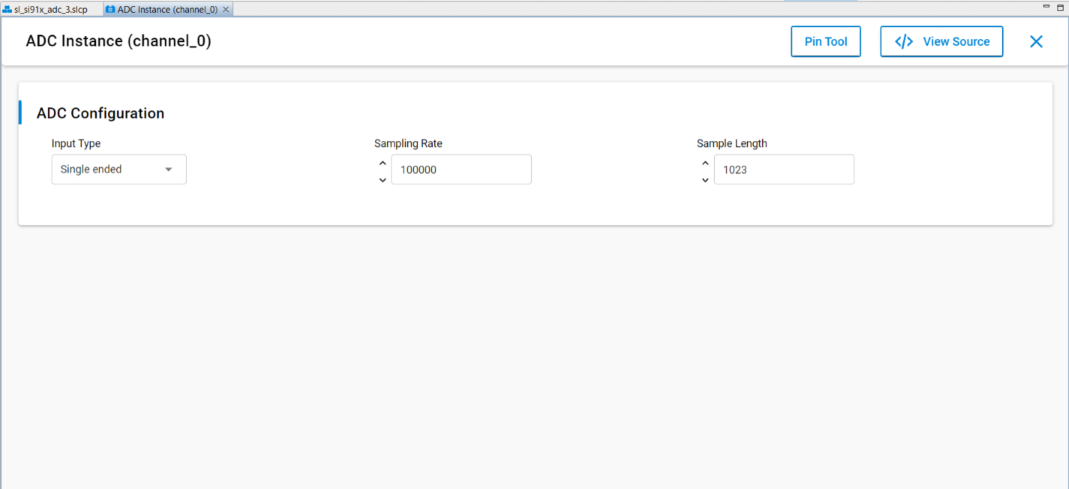 sl_si91x_adc_3.slcp ADC Instance (channel_0)
ADC Instance (channel_0) Pin Tool </> View Source
ADC Configuration
Input Type Sampling Rate Sample Length
Single ended 100000 1023